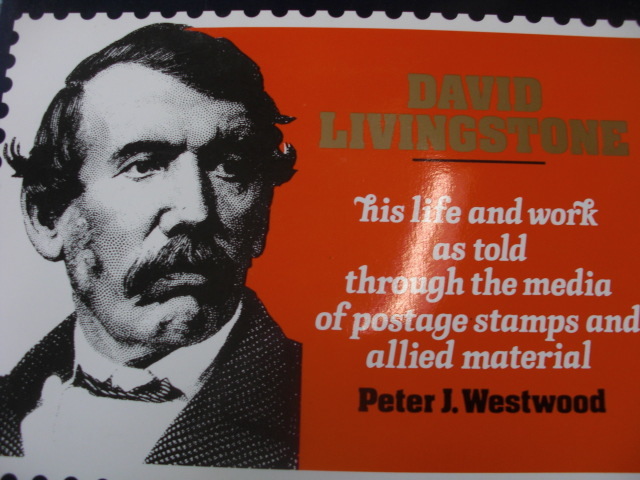 DAVID
LIVINGSTONE
his life and work
as told
through the media
of postage stamps and
allied material
Peter J. Westwood